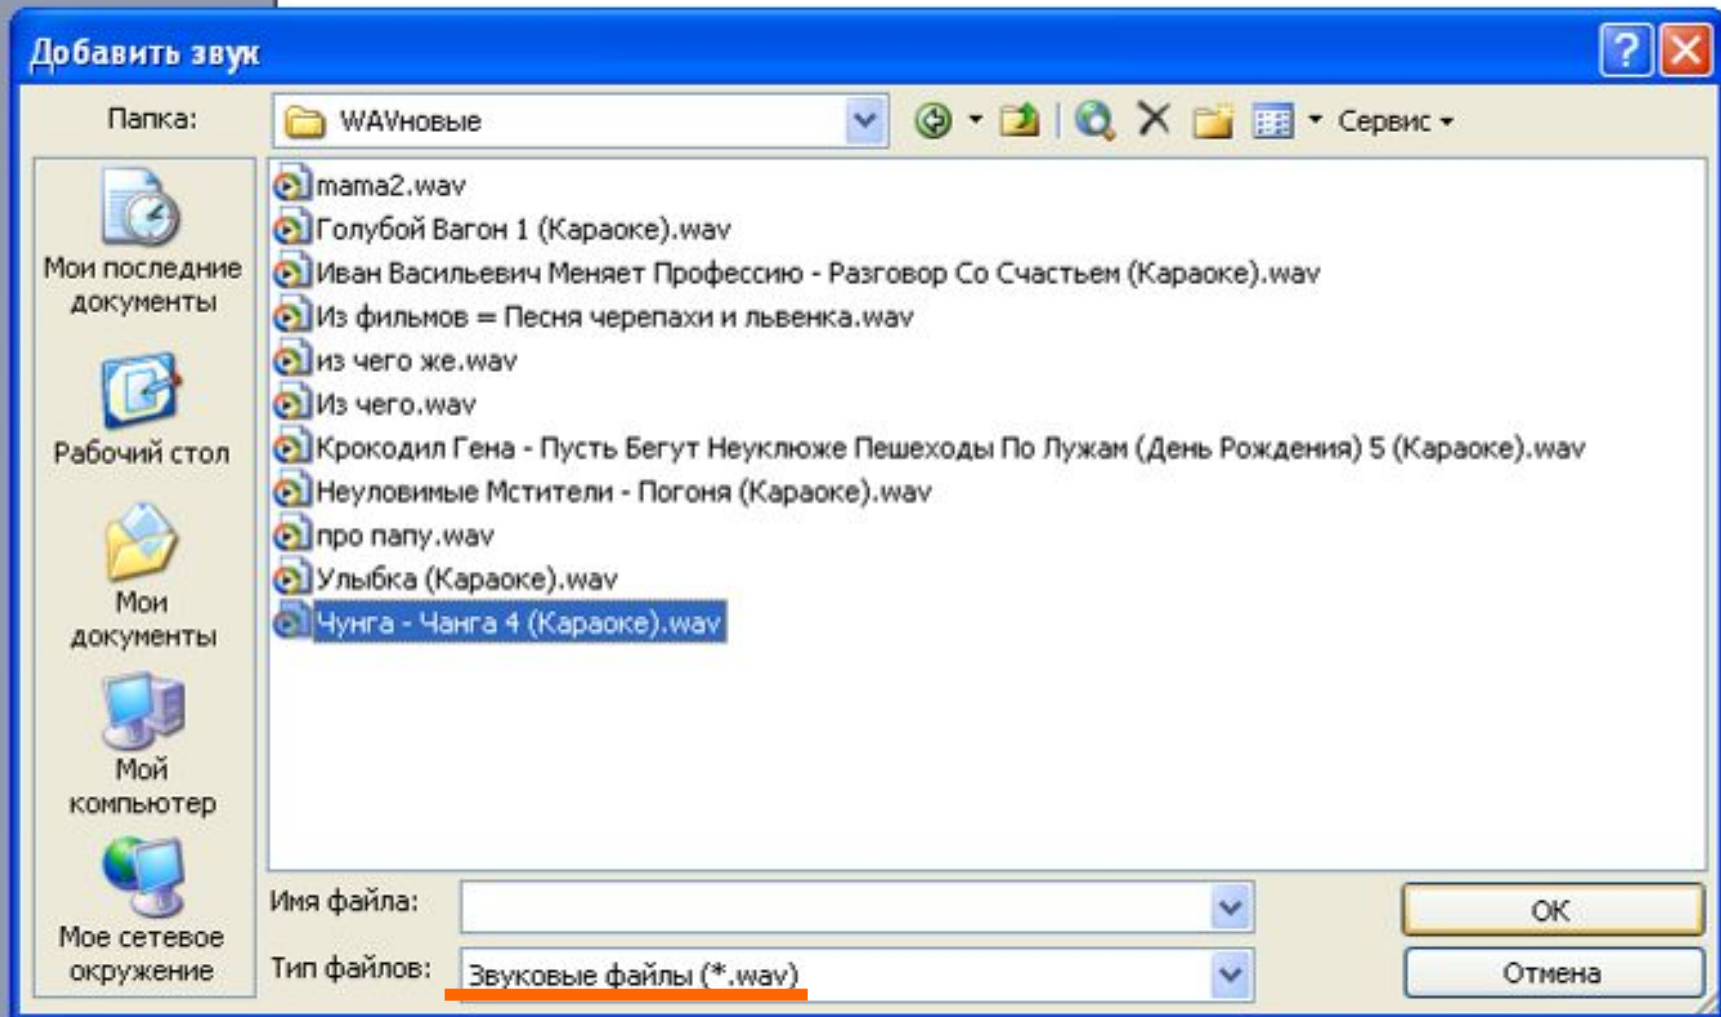 Добавить звук
Папка:
WAVновые
Сервис
Мои последние
документы
Рабочий стол
Мои
документы
Мой
компьютер
Мое сетевое
окружение
mama2.wav
Голубой Вагон 1 (Караоке).wav
Иван Васильевич Меняет Профессию - Разговор Со Счастьем (Караоке).wav
Из фильмов = Песня черепахи и львенка.wav
из чего же.wav
Из чего.wav
Крокодил Гена - Пусть Бегут Неуклюже Пешеходы По Лужам (День Рождения) 5 (Караоке).wav
Неуловимые Мстители - Погоня (Караоке).wav
про папу.wav
Улыбка (Караоке).wav
Чунга - Чанга 4 (Караоке).wav
Имя файла:
ОК
Тип файлов:
Звуковые файлы (*.wav)
Отмена